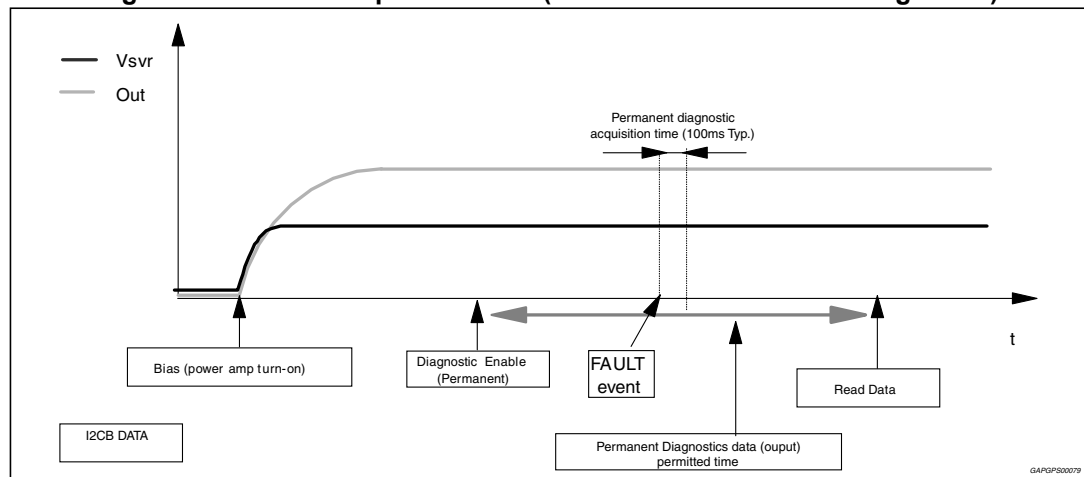 Vsvr
Out
Permanent diagnostic
acquisition time (100ms Typ.)
t
Bias (power amp turn-on)
Diagnostic Enable
(Permanent)
FAULT
event
Read Data
I2CB DATA
Permanent Diagnostics data (ouput)
permitted time
GAPGPS00079